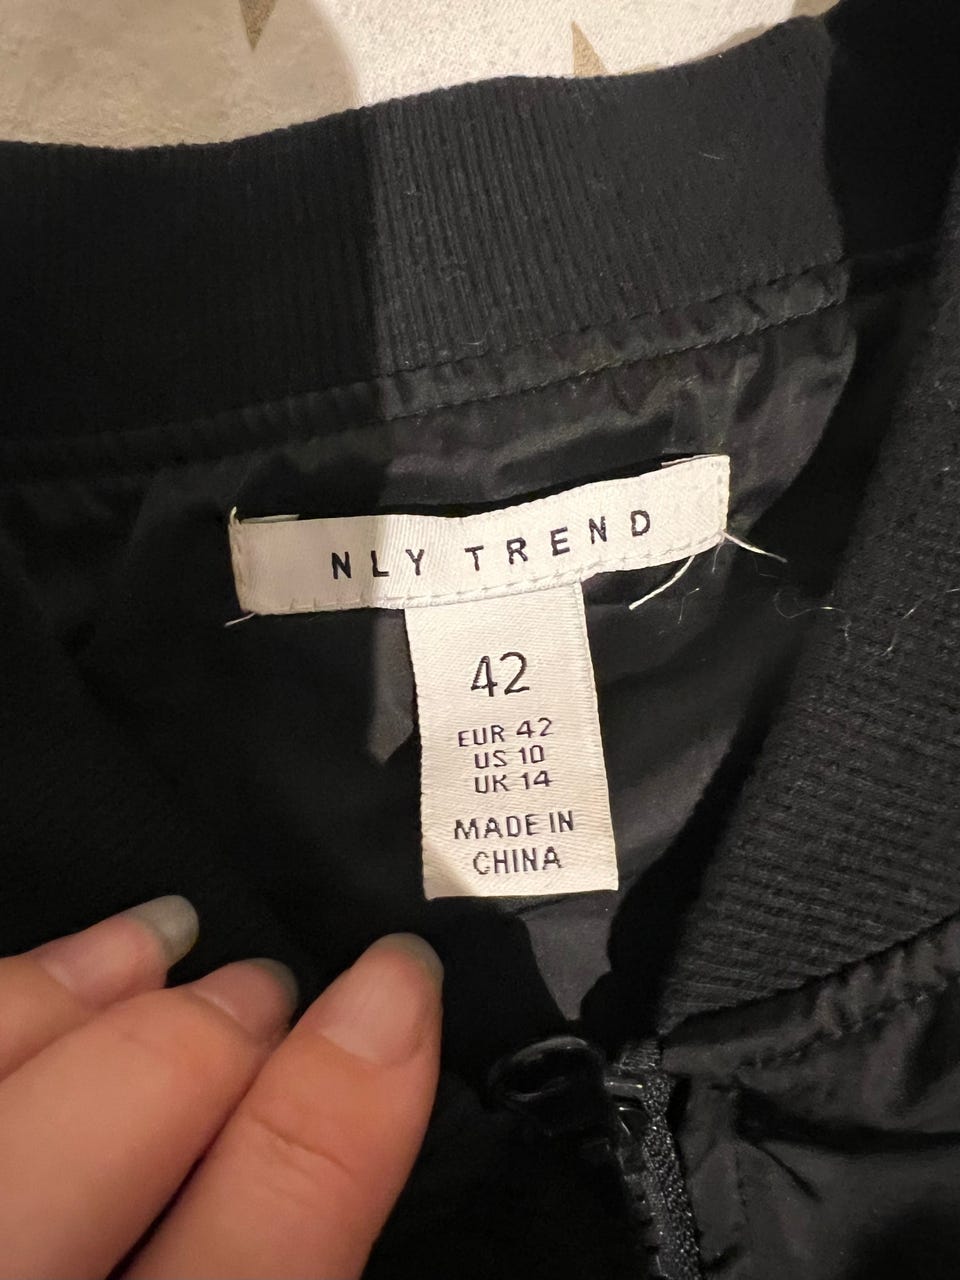 NLY TREND
42
EUR 42
US 10
UK 14
MADE IN
CHINA